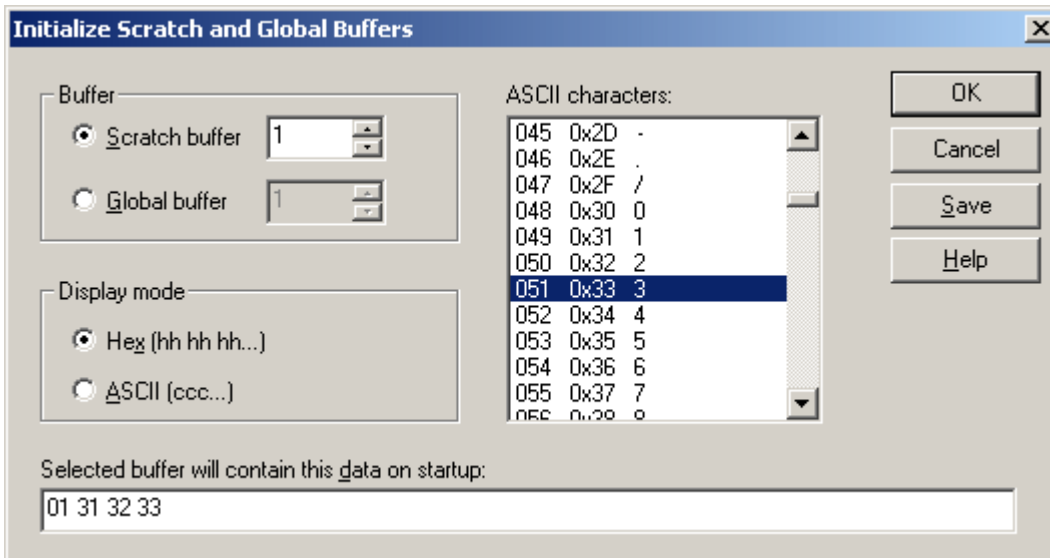 Initialize Scratch and Global Buffers
Buffer
Scratch buffer 1
Global buffer 1
Display mode
Hex (hh hh hh...)
ASCII (ccc...)
ASCII characters:
045 0x2D -
046 0x2E .
047 0x2F /
048 0x30 0
049 0x31 1
050 0x32 2
051 0x33 3
052 0x34 4
053 0x35 5
054 0x36 6
055 0x37 7
056 0x38 8
OK
Cancel
Save
Help
Selected buffer will contain this data on startup:
01 31 32 33